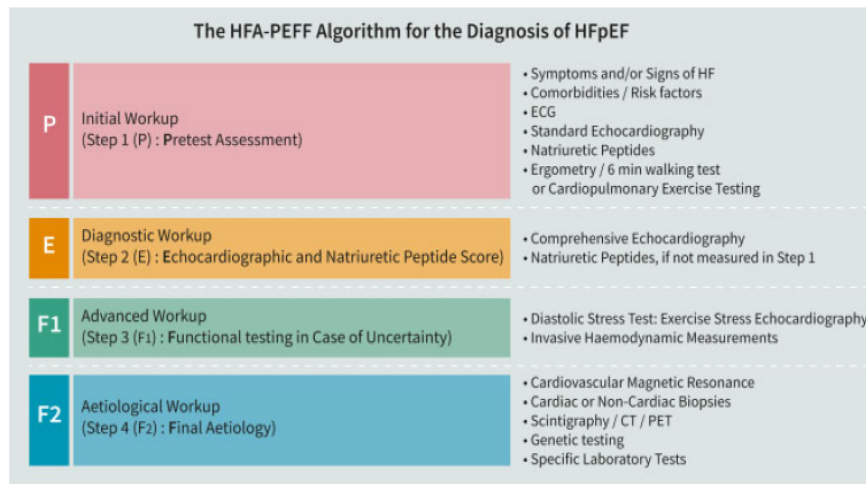 The HFA-PEFF Algorithm for the Diagnosis of HFpEF
P
Initial Workup
(Step 1 (P) : Pretest Assessment)
• Symptoms and/or Signs of HF
• Comorbidities / Risk factors
• ECG
• Standard Echocardiography
• Natriuretic Peptides
• Ergometry / 6 min walking test
or Cardiopulmonary Exercise Testing
E
Diagnostic Workup
(Step 2 (E) : Echocardiographic and Natriuretic Peptide Score)
• Comprehensive Echocardiography
• Natriuretic Peptides, if not measured in Step 1
F1
Advanced Workup
(Step 3 (F1) : Functional testing in Case of Uncertainty)
• Diastolic Stress Test: Exercise Stress Echocardiography
• Invasive Haemodynamic Measurements
F2
Aetiological Workup
(Step 4 (F2) : Final Aetiology)
• Cardiovascular Magnetic Resonance
• Cardiac or Non-Cardiac Biopsies
• Scintigraphy / CT / PET
• Genetic testing
• Specific Laboratory Tests